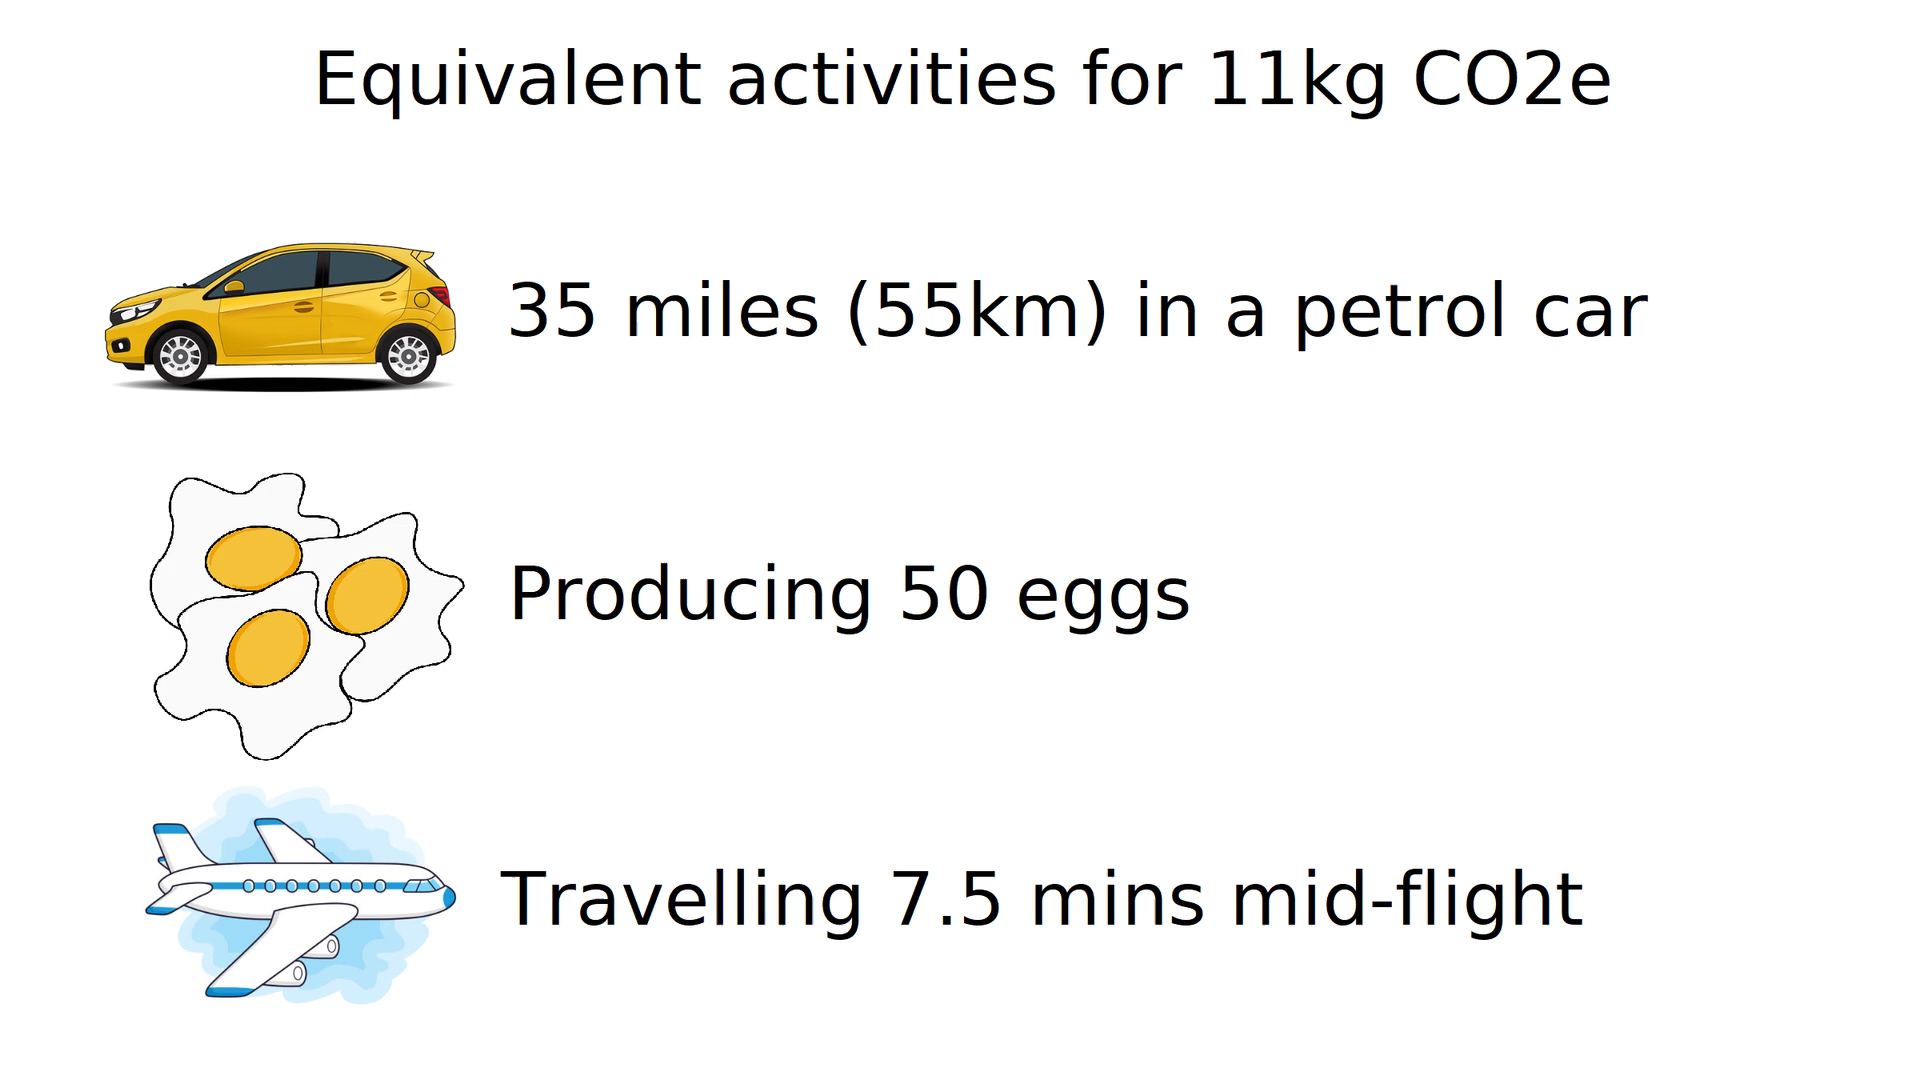 Equivalent activities for 11kg CO2e
35 miles (55km) in a petrol car
Producing 50 eggs
Travelling 7.5 mins mid-flight